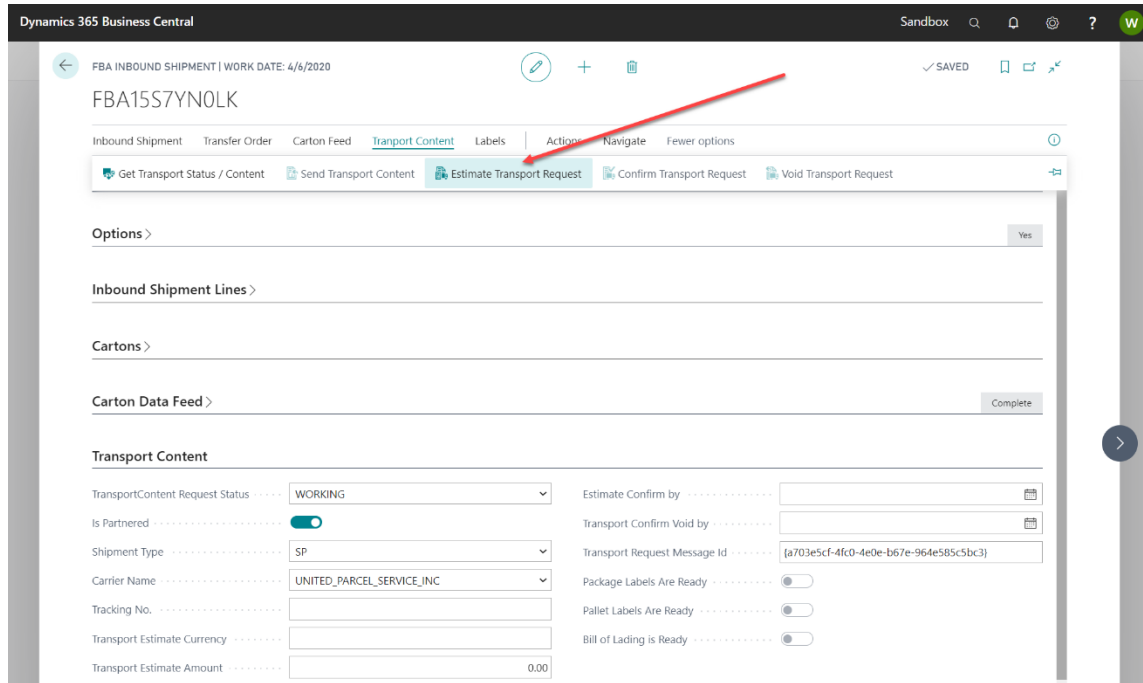 Dynamics 365 Business Central
Sandbox
?
W
FBA INBOUND SHIPMENT | WORK DATE: 4/6/2020
SAVED
FBA15S7YN0LK
Inbound Shipment Transfer Order Carton Feed Tranport Content Labels Actions Navigate Fewer options
Get Transport Status / Content Send Transport Content Estimate Transport Request Confirm Transport Request Void Transport Request
Options
Yes
Inbound Shipment Lines
Cartons
Carton Data Feed
Complete
Transport Content
TransportContent Request Status WORKING
Is Partnered
Shipment Type SP
Carrier Name UNITED_PARCEL_SERVICE_INC
Tracking No.
Transport Estimate Currency
Transport Estimate Amount 0.00
Estimate Confirm by
Transport Confirm Void by
Transport Request Message Id {a703e5cf-4fc0-4e0e-b67e-964e585c5bc3}
Package Labels Are Ready
Pallet Labels Are Ready
Bill of Lading is Ready